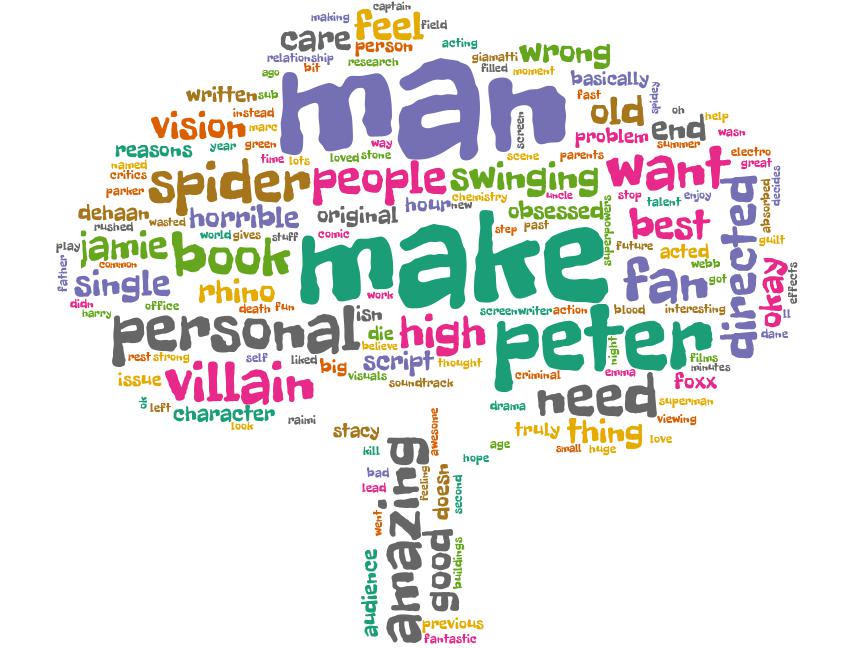 captain
making
feel
field
care
person
acting
relationship
giamatti
wrong
bit
research
filled
moment
ago
basically
written
sub
man
fast
spidey
instead
old
oh
help
vision
marc
screen
problem
end
wasn
reasons
year
green
way
summer
time
lots
loved
stone
scene
parents
electro
named
critics
great
parker
spider
people
swinging
want
decides
absorbed
stop
talent
enjoy
chemistry
uncle
dehaan
wasted
horrible
original
hour
new
obsessed
superpowers
best
directed
rushed
world
gives
stuff
comic
step
past
guilt
play
jamie
book
make
future
acted
common
webb
okay
effects
father
single
rhino
fan
got
didn
work
harry
office
death
fun
screenwriter
action
blood
interesting
ll
personal
isn
die
high
peter
dane
believe
night
films
rest
strong
self
liked
big
script
thought
minutes
issue
villain
visuals
soundtrack
criminal
emma
foxx
ok
left
character
drama
need
superman
look
raimi
viewing
stacy
awesome
truly
thing
love
kill
age
small
huge
hope
bad
amazing
feeling
doesn
second
lead
went
good
buildings
audience
previous
fantastic